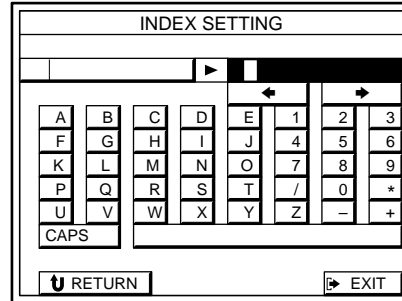 INDEX SETTING
A B C D E 1 2 3
F G H I J 4 5 6
K L M N O 7 8 9
P Q R S T / 0 *
U V W X Y Z – +
CAPS
RETURN EXIT